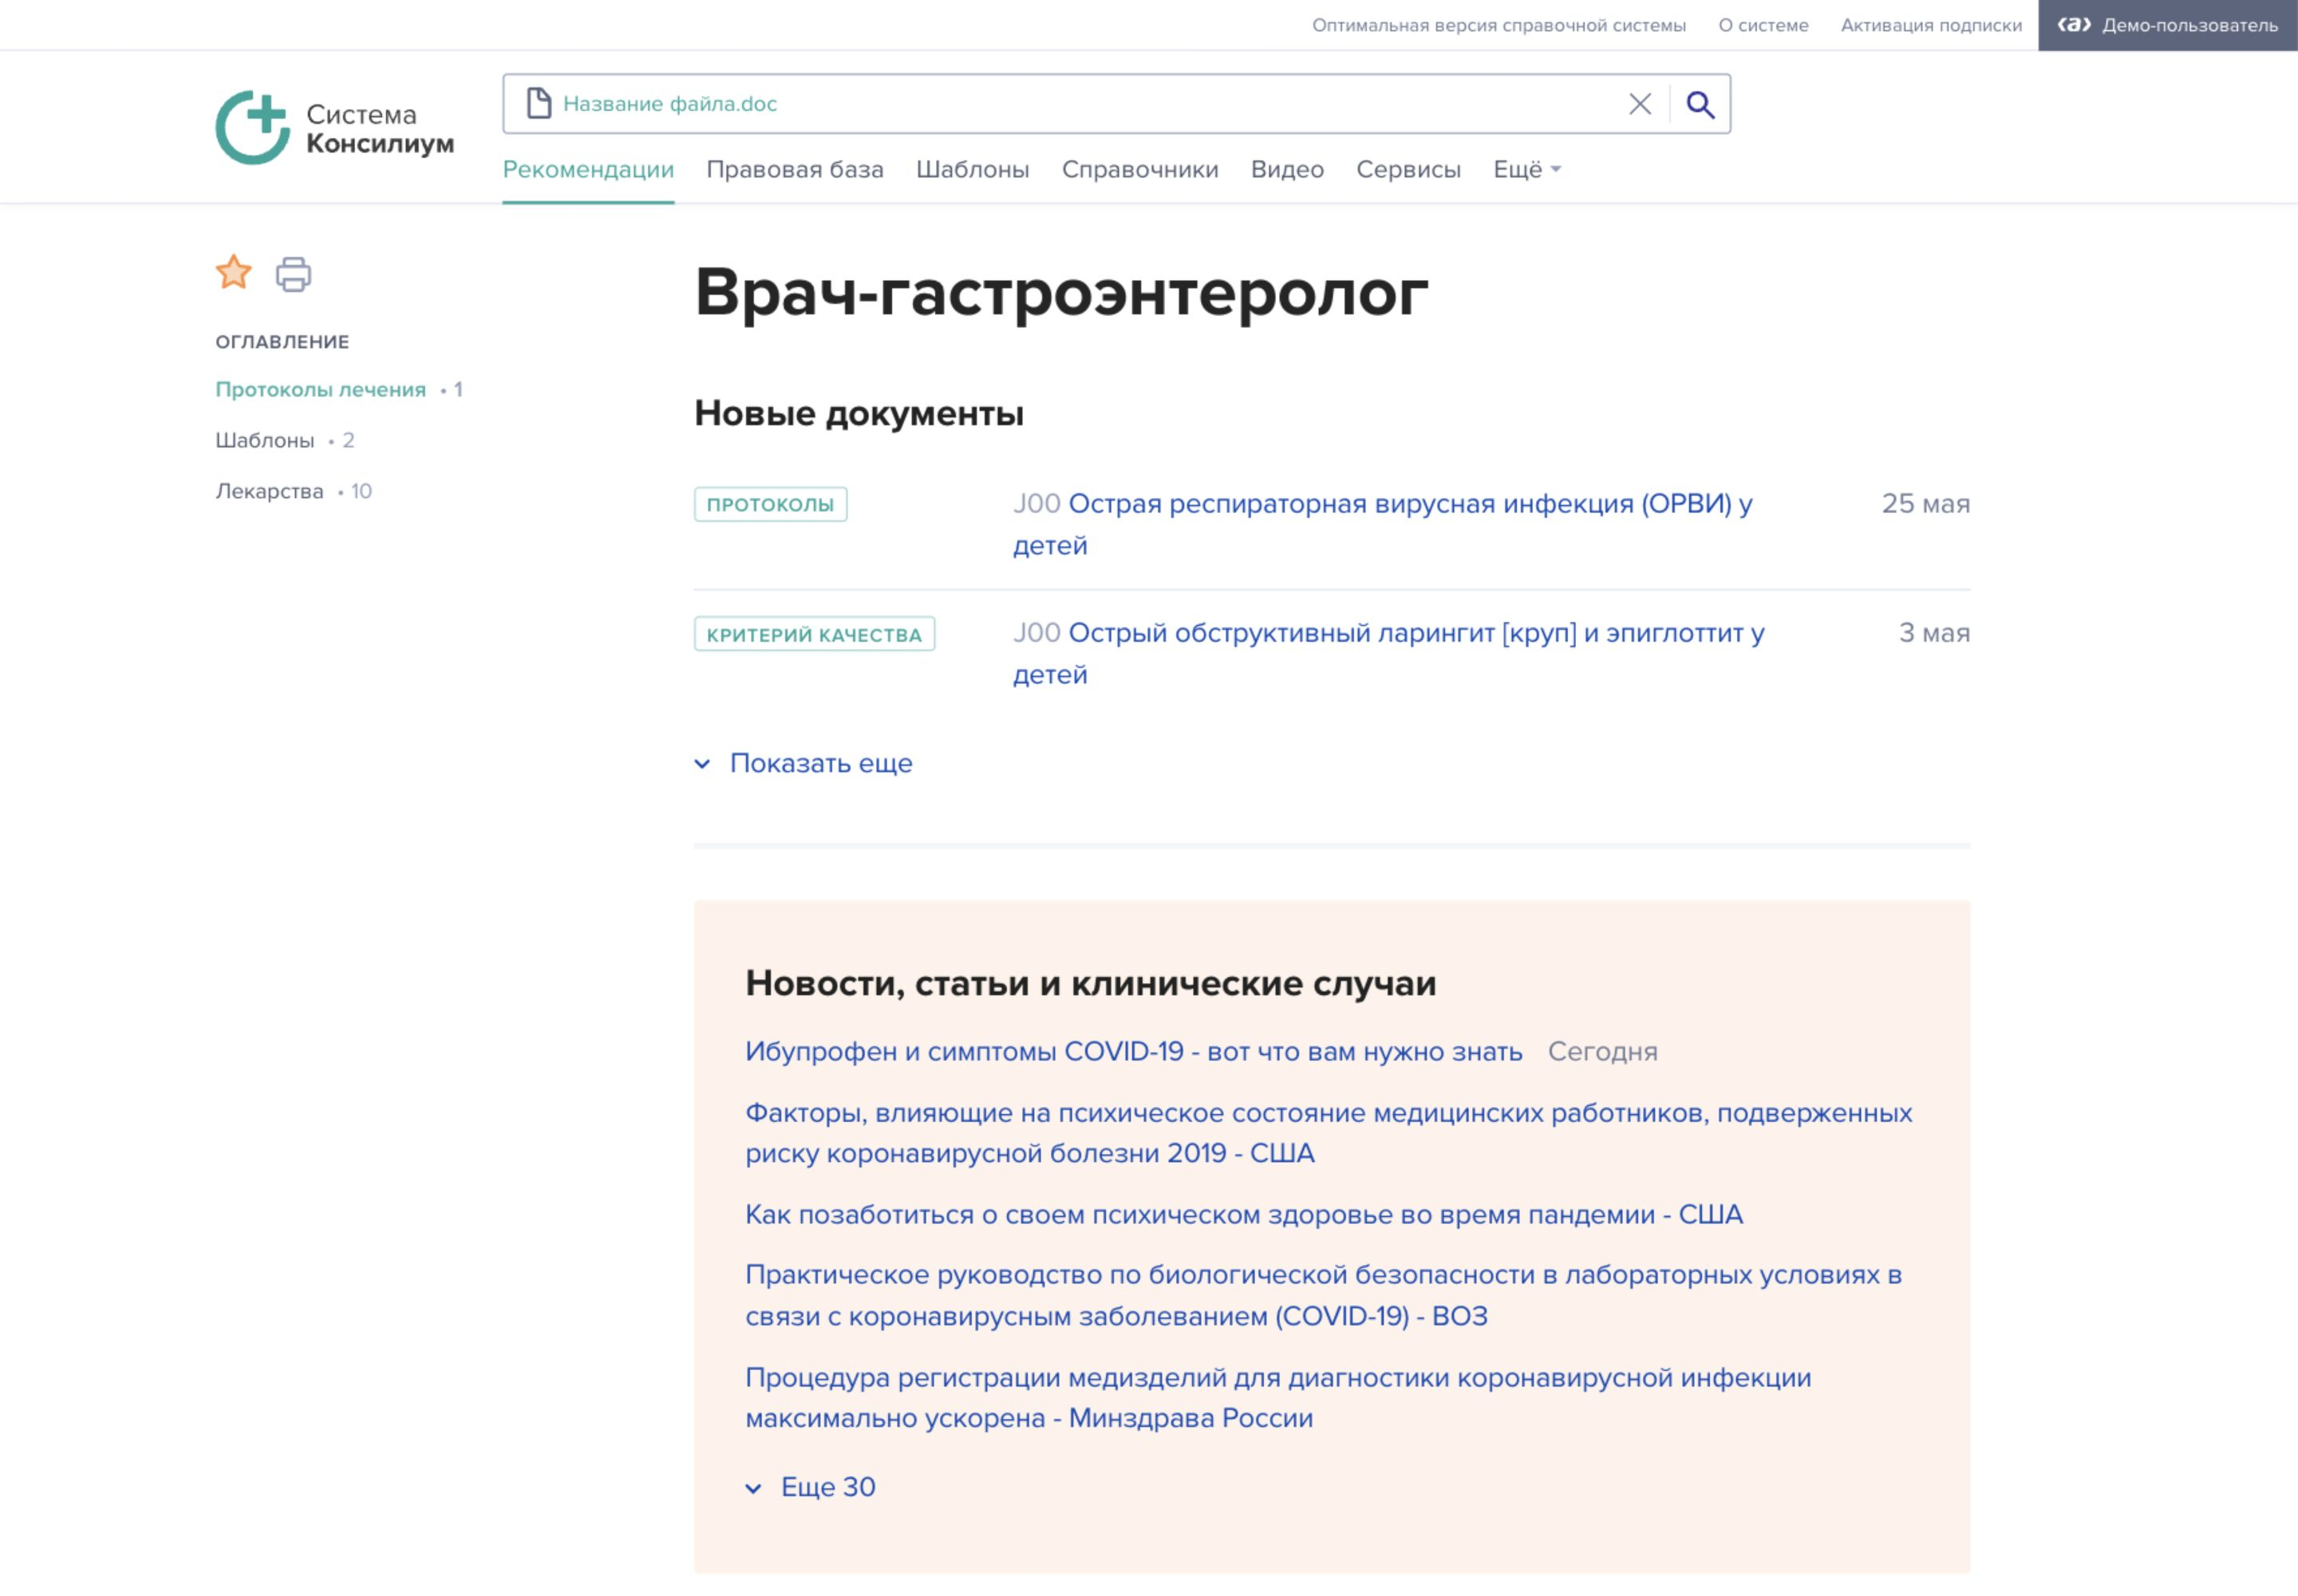 Оптимальная версия справочной системы О системе Активация подписки ‹a› Демо-пользователь
Название файла.doc
Система
Консилиум
Рекомендации Правовая база Шаблоны Справочники Видео Сервисы Ещё
Врач-гастроэнтеролог
ОГЛАВЛЕНИЕ
Протоколы лечения • 1
Шаблоны • 2
Лекарства • 10
Новые документы
ПРОТОКОЛЫ J00 Острая респираторная вирусная инфекция (ОРВИ) у 25 мая
детей
КРИТЕРИЙ КАЧЕСТВА J00 Острый обструктивный ларингит [круп] и эпиглоттит у 3 мая
детей
Показать еще
Новости, статьи и клинические случаи
Ибупрофен и симптомы COVID-19 - вот что вам нужно знать Сегодня
Факторы, влияющие на психическое состояние медицинских работников, подверженных
риску коронавирусной болезни 2019 - США
Как позаботиться о своем психическом здоровье во время пандемии - США
Практическое руководство по биологической безопасности в лабораторных условиях в
связи с коронавирусным заболеванием (COVID-19) - ВОЗ
Процедура регистрации медизделий для диагностики коронавирусной инфекции
максимально ускорена - Минздрава России
Еще 30